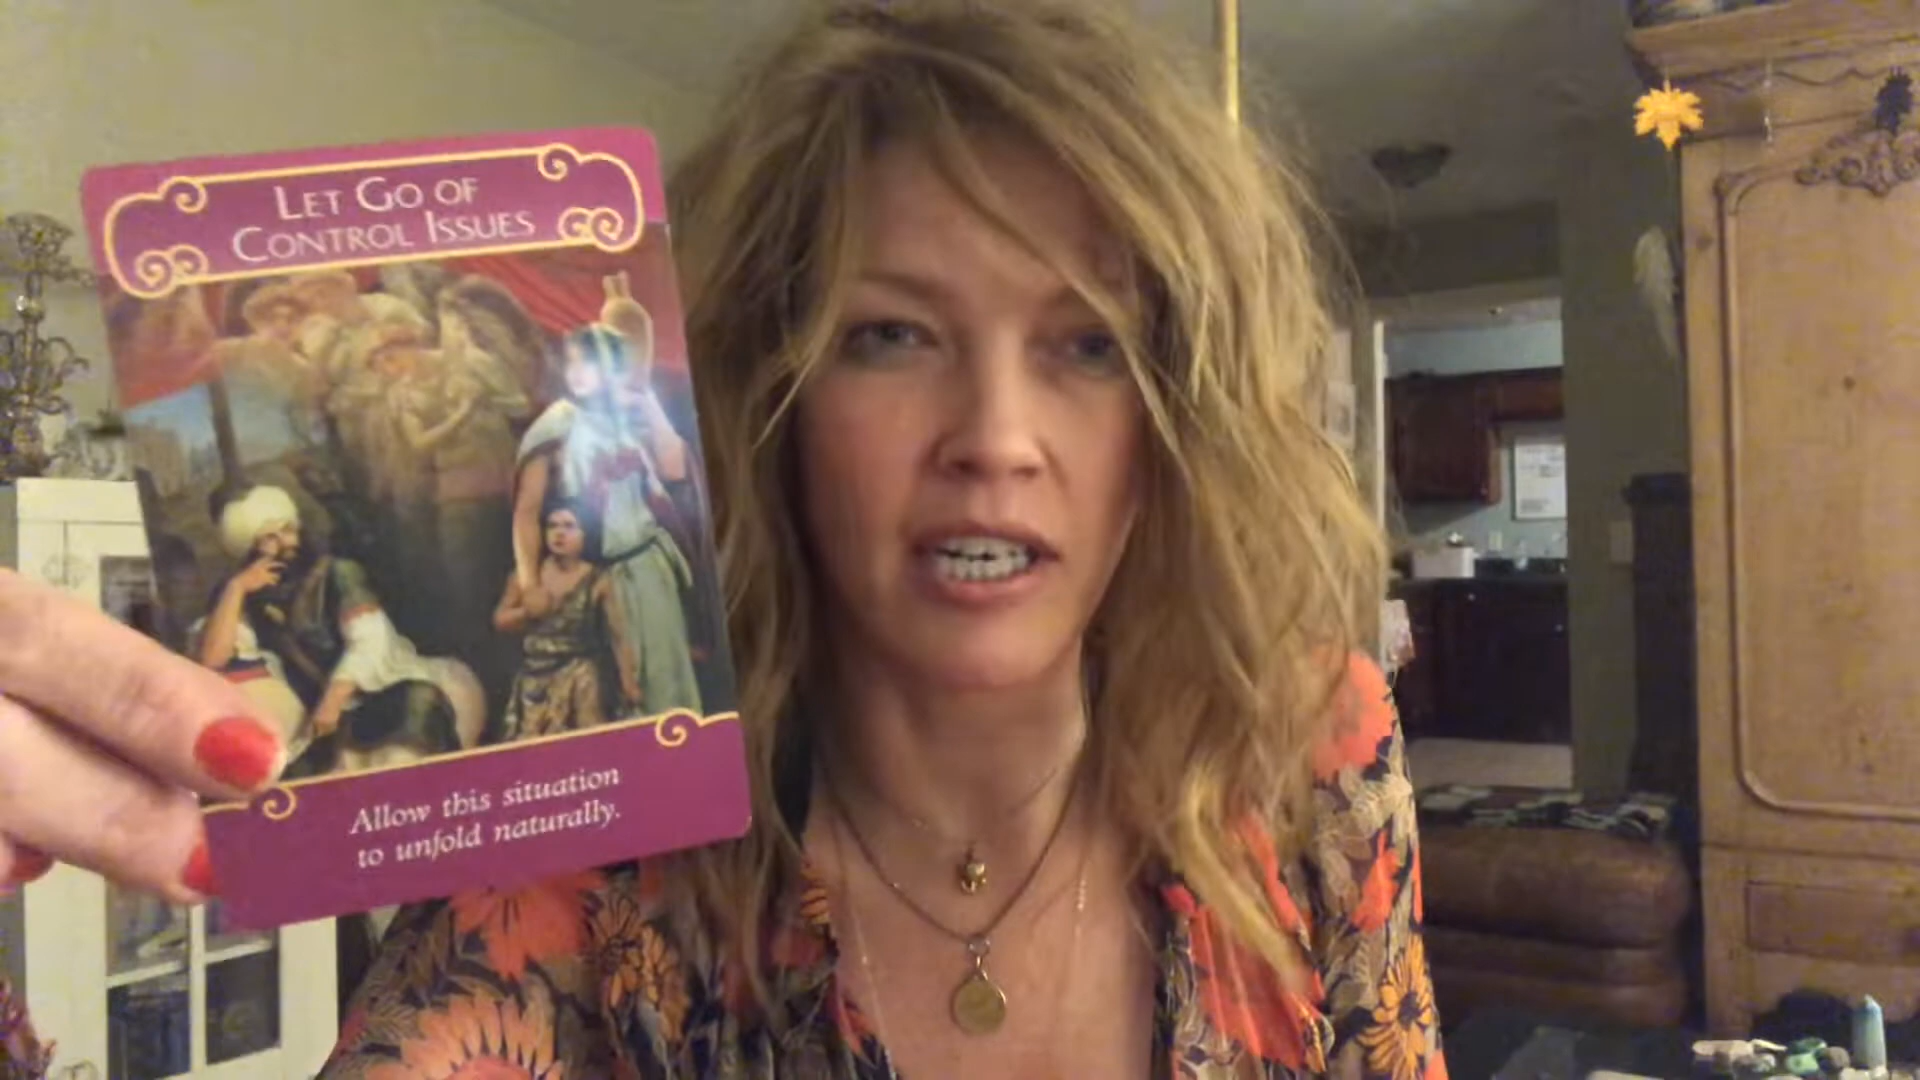 LET GO OF
CONTROL ISSUES
Allow this situation
to unfold naturally.